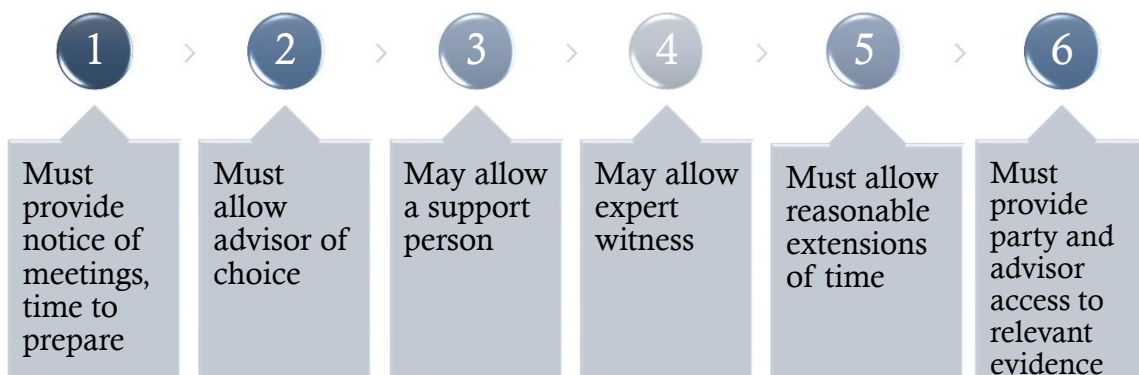 1
2
3
4
5
6
Must
provide
notice of
meetings,
time to
prepare
Must
allow
advisor of
choice
May allow
a support
person
May allow
expert
witness
Must allow
reasonable
extensions
of time
Must
provide
party and
advisor
access to
relevant
evidence